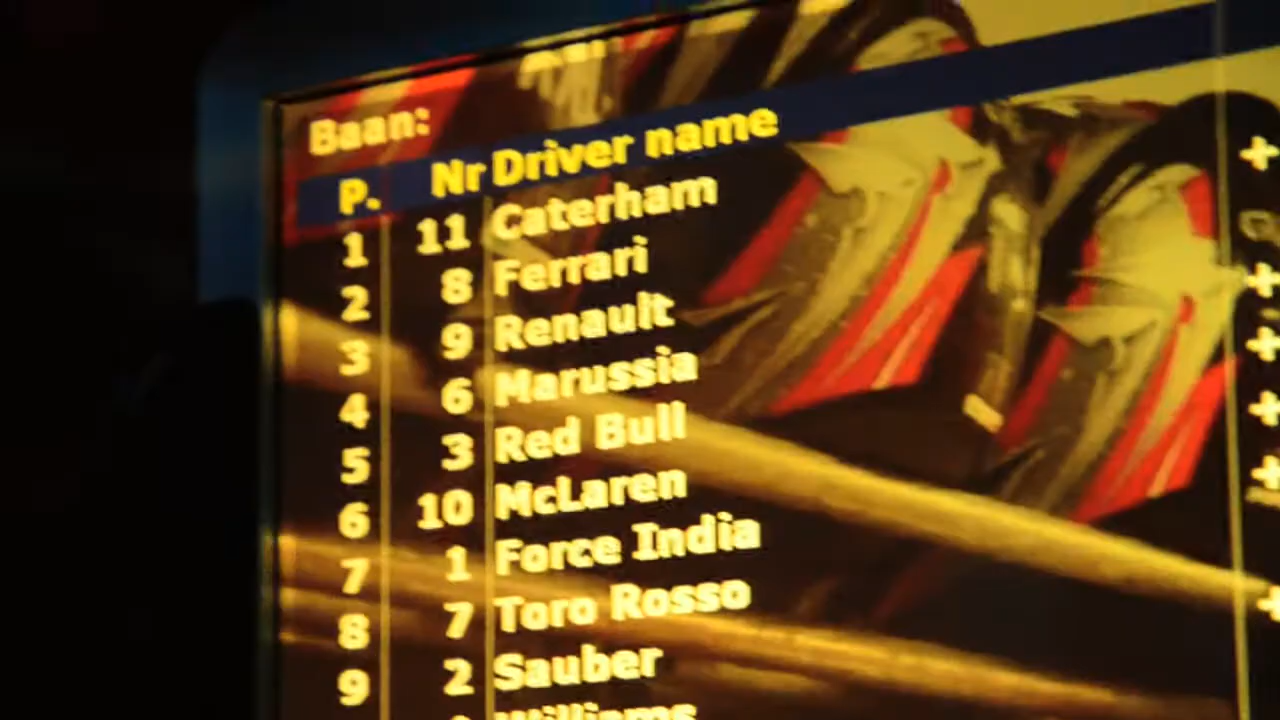 Baan:
P. Nr Driver name
1 11 Caterham
2 8 Ferrari
3 9 Renault
4 6 Marussia
5 3 Red Bull
6 10 McLaren
7 1 Force India
8 7 Toro Rosso
9 2 Sauber
Williams